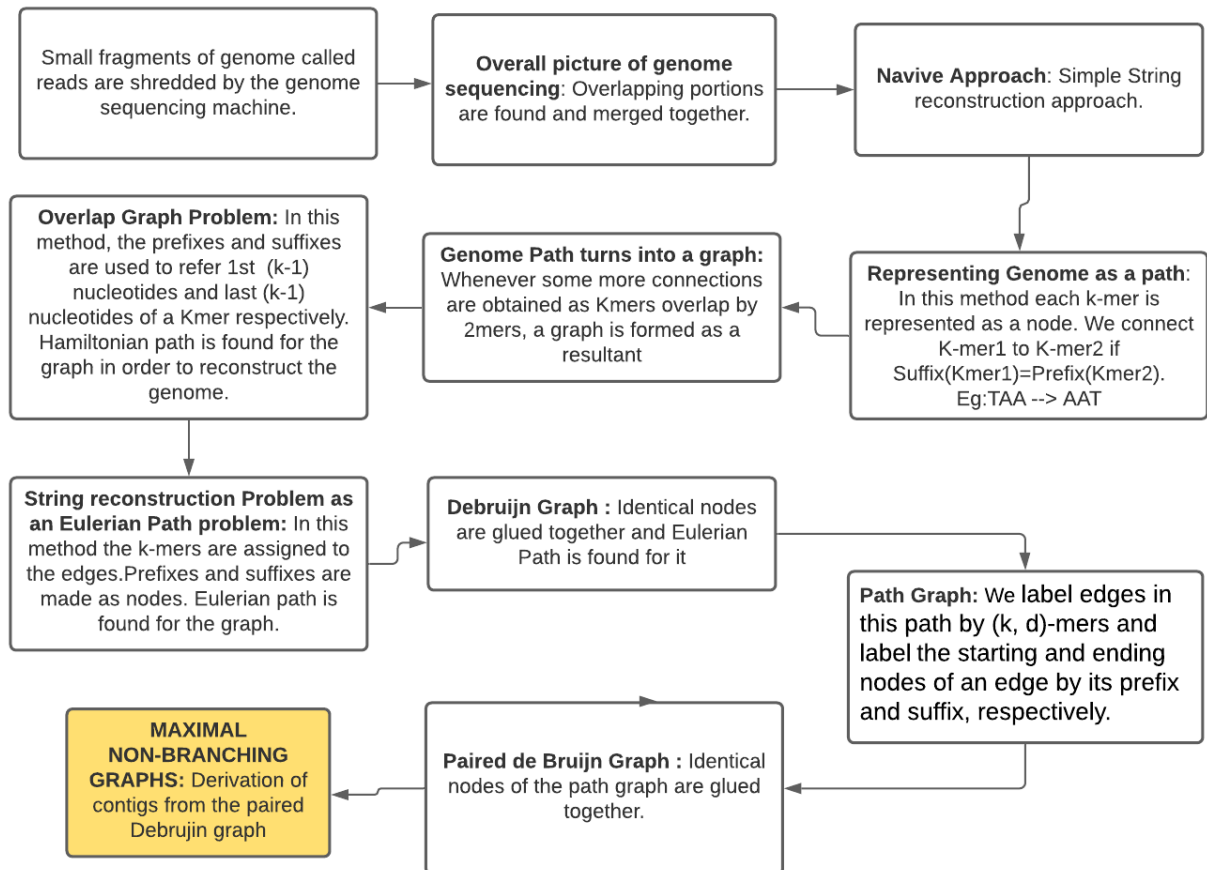 Small fragments of genome called
reads are shredded by the genome
sequencing machine.
Overall picture of genome
sequencing: Overlapping portions
are found and merged together.
Navive Approach: Simple String
reconstruction approach.
Representing Genome as a path:
In this method each k-mer is
represented as a node. We connect
K-mer1 to K-mer2 if
Suffix(Kmer1)=Prefix(Kmer2).
Eg:TAA --> AAT
Genome Path turns into a graph:
Whenever some more connections
are obtained as Kmers overlap by
2mers, a graph is formed as a
resultant
Overlap Graph Problem: In this
method, the prefixes and suffixes
are used to refer 1st (k-1)
nucleotides and last (k-1)
nucleotides of a Kmer respectively.
Hamiltonian path is found for the
graph in order to reconstruct the
genome.
String reconstruction Problem as
an Eulerian Path problem: In this
method the k-mers are assigned to
the edges.Prefixes and suffixes are
made as nodes. Eulerian path is
found for the graph.
Debruijn Graph : Identical nodes
are glued together and Eulerian
Path is found for it
Path Graph: We label edges in
this path by (k, d)-mers and
label the starting and ending
nodes of an edge by its prefix
and suffix, respectively.
Paired de Bruijn Graph : Identical
nodes of the path graph are glued
together.
MAXIMAL
NON-BRANCHING
GRAPHS: Derivation of
contigs from the paired
Debrujin graph